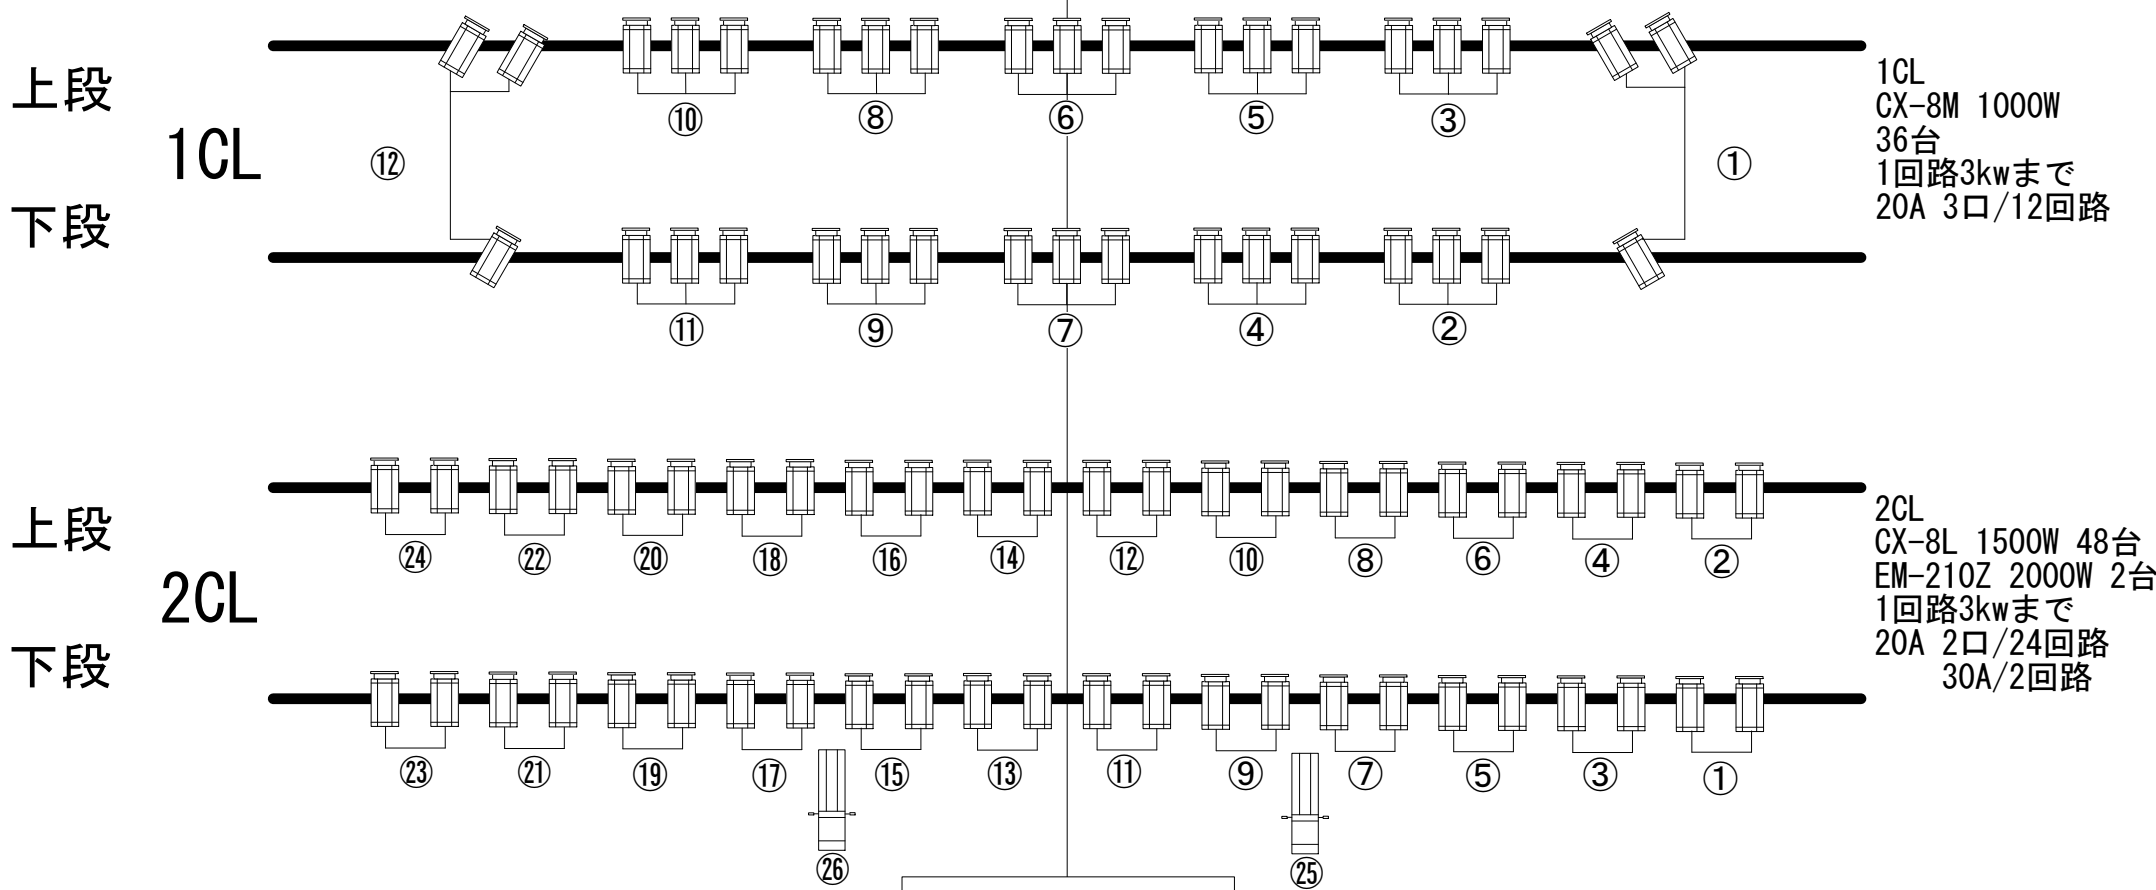 上段
1CL
下段
⑩ ⑧ ⑥ ⑤ ③
⑫ ①
⑪ ⑨ ⑦ ④ ②
1CL
CX-8M 1000W
36台
1回路3kwまで
20A 3口/12回路
上段
2CL
下段
㉔ ㉒ ⑳ ⑱ ⑯ ⑭ ⑫ ⑩ ⑧ ⑥ ④ ②
㉓ ㉑ ⑲ ⑰ ⑮ ⑬ ⑪ ⑨ ⑦ ⑤ ③ ①
㉖ ㉕
2CL
CX-8L 1500W 48台
EM-210Z 2000W 2台
1回路3kwまで
20A 2口/24回路
30A/2回路